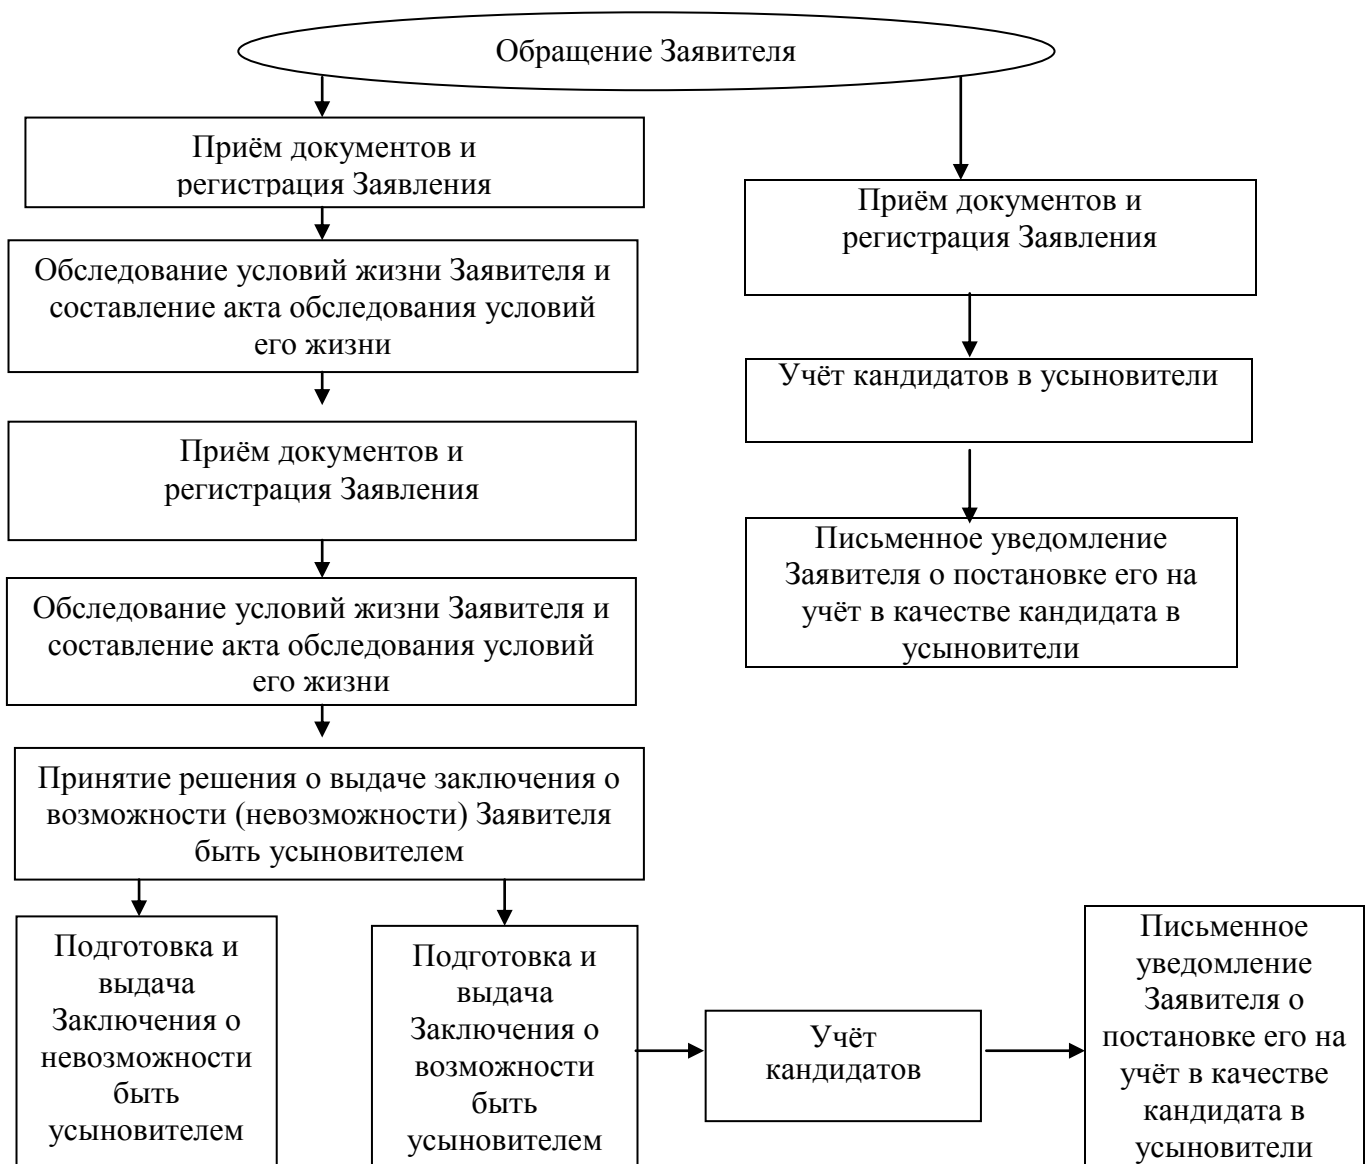 Обращение Заявителя
Приём документов и
регистрация Заявления
Обследование условий жизни Заявителя и
составление акта обследования условий
его жизни
Приём документов и
регистрация Заявления
Обследование условий жизни Заявителя и
составление акта обследования условий
его жизни
Принятие решения о выдаче заключения о
возможности (невозможности) Заявителя
быть усыновителем
Подготовка и
выдача
Заключения о
невозможности
быть
усыновителем
Подготовка и
выдача
Заключения о
возможности
быть
усыновителем
Учёт
кандидатов
Письменное
уведомление
Заявителя о
постановке его на
учёт в качестве
кандидата в
усыновители
Приём документов и
регистрация Заявления
Учёт кандидатов в усыновители
Письменное уведомление
Заявителя о постановке его на
учёт в качестве кандидата в
усыновители